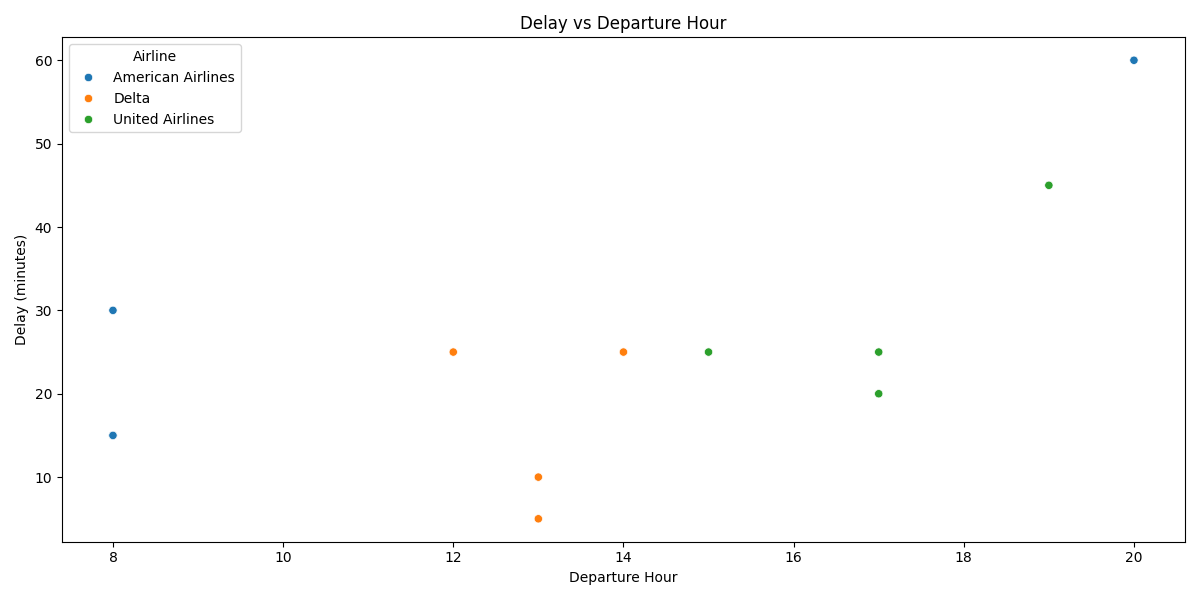 Delay vs Departure Hour
Airline
American Airlines
Delta
United Airlines
Delay (minutes)
60
50
40
30
20
10
8
10
12
14
16
18
20
Departure Hour